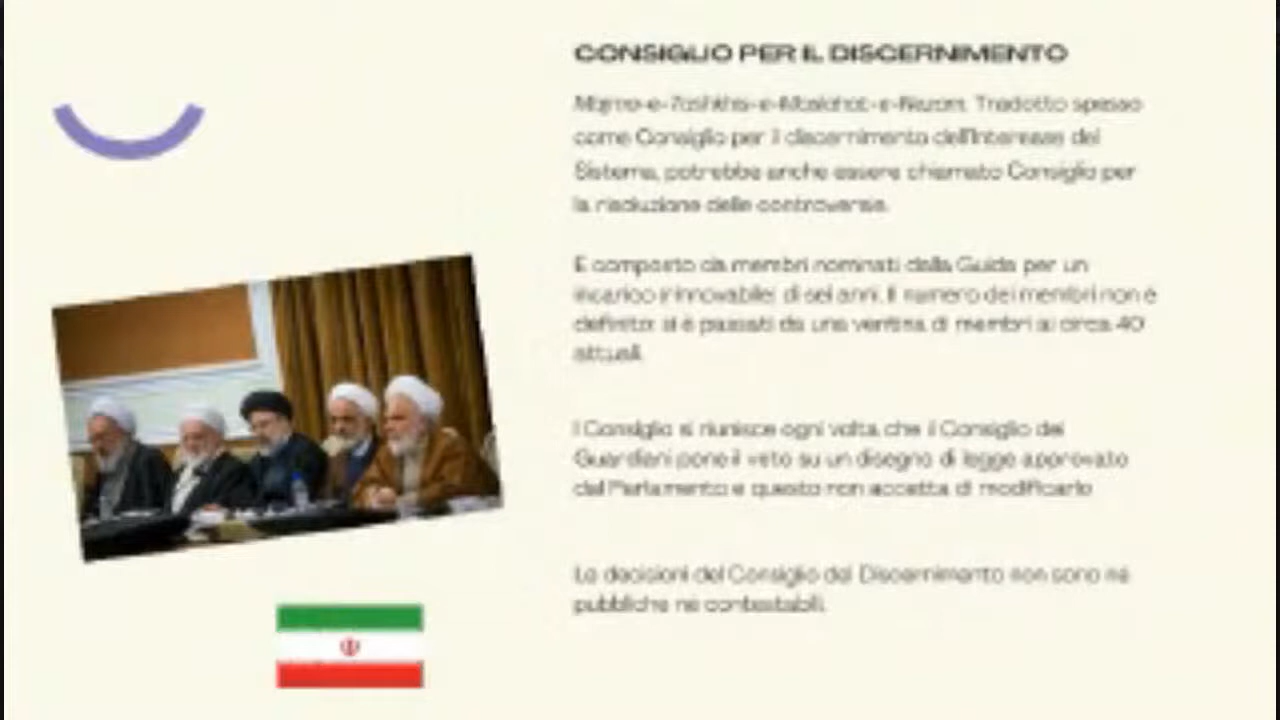 CONSIGLIO PER IL DISCERNIMENTO
Majma-e-Tashkhis-e-Maslahat-e-Nezam. Tradotto spesso
come Consiglio per il discernimento dell'Interesse del
Sistema, potrebbe anche essere chiamato Consiglio per
la risoluzione delle controversie.
È composto da membri nominati dalla Guida per un
incarico (rinnovabile) di sei anni. Il numero dei membri non è
definito: si è passati da una ventina di membri ai circa 40
attuali.
l Consiglio si riunisce ogni volta che il Consiglio dei
Guardiani pone il veto su un disegno di legge approvato
dal Parlamento e questo non accetta di modificarlo
Le decisioni del Consiglio del Discernimento non sono né
pubbliche né contestabili.